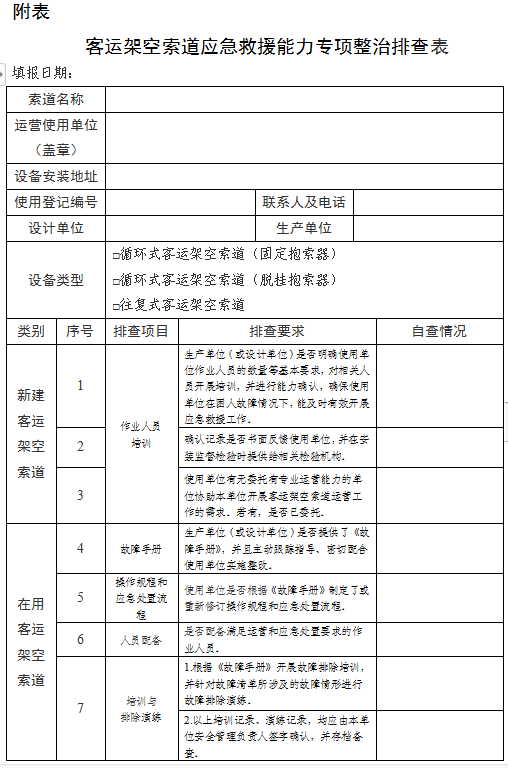 附表
客运架空索道应急救援能力专项整治排查表
填报日期：
索道名称
运营使用单位
（盖章）
设备安装地址
使用登记编号 联系人及电话
设计单位 生产单位
设备类型
□循环式客运架空索道（固定抱索器）
□循环式客运架空索道（脱挂抱索器）
□往复式客运架空索道
类别 序号 排查项目 排查要求 自查情况
新建
客运
架空
索道
1
作业人员
培训
生产单位（或设计单位）是否明确使用单
位作业人员的数量等基本要求，对相关人
员开展培训，并进行能力确认，确保使用
单位在困人故障情况下，能及时有效开展
应急救援工作。
2
确认记录是否书面反馈使用单位，并在安
装监督检验时提供给相关检验机构。
3
使用单位有无委托有专业运营能力的单
位协助本单位开展客运架空索道运营工
作的需求。若有，是否已委托。
在用
客运
架空
索道
4
故障手册
生产单位（或设计单位）是否提供了《故
障手册》，并且主动跟踪指导、密切配合
使用单位实施整改。
5
操作规程和
应急处置流
程
使用单位是否根据《故障手册》制定了或
重新修订操作规程和应急处置流程。
6
人员配备
是否配备满足运营和应急处置要求的作
业人员。
7
培训与
排除演练
1.根据《故障手册》开展故障排除培训，
并针对故障清单所涉及的故障情形进行
故障排除演练。
2.以上培训记录、演练记录，均应由本单
位安全管理负责人签字确认，并存档备
查。